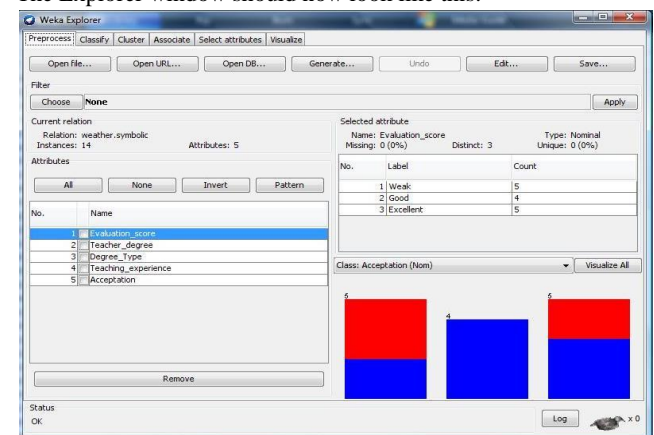 The Explorer window should now look like this:
Weka Explorer
Preprocess Classify Cluster Associate Select attributes Visualize
Open file... Open URL... Open DB... Generate... Undo Edit... Save...
Filter
Choose None Apply
Current relation
Relation: weather.symbolic
Instances: 14 Attributes: 5
Attributes
All None Invert Pattern
No. Name
1 Evaluation_score
2 Teacher_degree
3 Degree_Type
4 Teaching_experience
5 Acceptation
Remove
Selected attribute
Name: Evaluation_score Type: Nominal
Missing: 0 (0%) Distinct: 3 Unique: 0 (0%)
No. Label Count
1 Weak 5
2 Good 4
3 Excellent 5
Class: Acceptation (Nom) Visualize All
5 4 5
Status
OK Log x 0